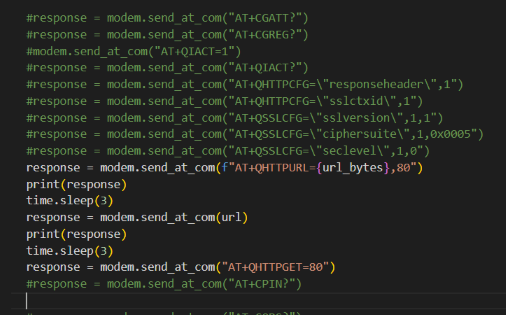 #response = modem.send_at_com("AT+CGATT?")
#response = modem.send_at_com("AT+CGREG?")
#modem.send_at_com("AT+QIACT=1")
#response = modem.send_at_com("AT+QIACT?")
#response = modem.send_at_com("AT+QHTTPCFG=\"responseheader\",1")
#response = modem.send_at_com("AT+QHTTPCFG=\"sslctxid\",1")
#response = modem.send_at_com("AT+QSSLCFG=\"sslversion\",1,1")
#response = modem.send_at_com("AT+QSSLCFG=\"ciphersuite\",1,0x0005")
#response = modem.send_at_com("AT+QSSLCFG=\"seclevel\",1,0")
response = modem.send_at_com(f"AT+QHTTPURL={url_bytes},80")
print(response)
time.sleep(3)
response = modem.send_at_com(url)
print(response)
time.sleep(3)
response = modem.send_at_com("AT+QHTTPGET=80")
#response = modem.send_at_com("AT+CPIN?")